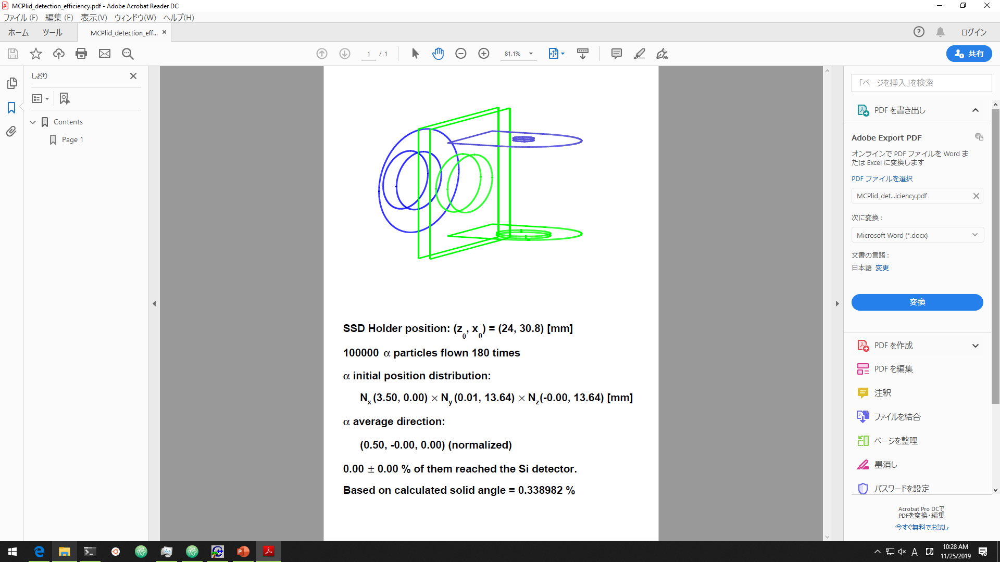 MCPlid_detection_efficiency.pdf - Adobe Acrobat Reader DC
ファイル (F) 編集 (E) 表示(V) ウィンドウ(W) ヘルプ(H)
ホーム ツール MCPlid_detection_eff... × ログイン
1 / 1 81.1% 共有
しおり
Contents
Page 1
SSD Holder position: (z0, x0) = (24, 30.8) [mm]
100000 α particles flown 180 times
α initial position distribution:
Nx (3.50, 0.00) × Ny (0.01, 13.64) × Nz(-0.00, 13.64) [mm]
α average direction:
(0.50, -0.00, 0.00) (normalized)
0.00 ± 0.00 % of them reached the Si detector.
Based on calculated solid angle = 0.338982 %
「ページを挿入」を検索
PDF を書き出し
Adobe Export PDF
オンラインで PDF ファイルを Word ま
たは Excel に変換します
PDF ファイルを選択
MCPlid_det...iciency.pdf
次に変換 :
Microsoft Word (*.docx)
文書の言語 :
日本語 変更
変換
PDF を作成
PDF を編集
注釈
ファイルを結合
ページを整理
墨消し
パスワードを設定
Acrobat Pro DCで
PDFを変換・編集
今すぐ無料でお試し
A
10:28 AM
11/25/2019